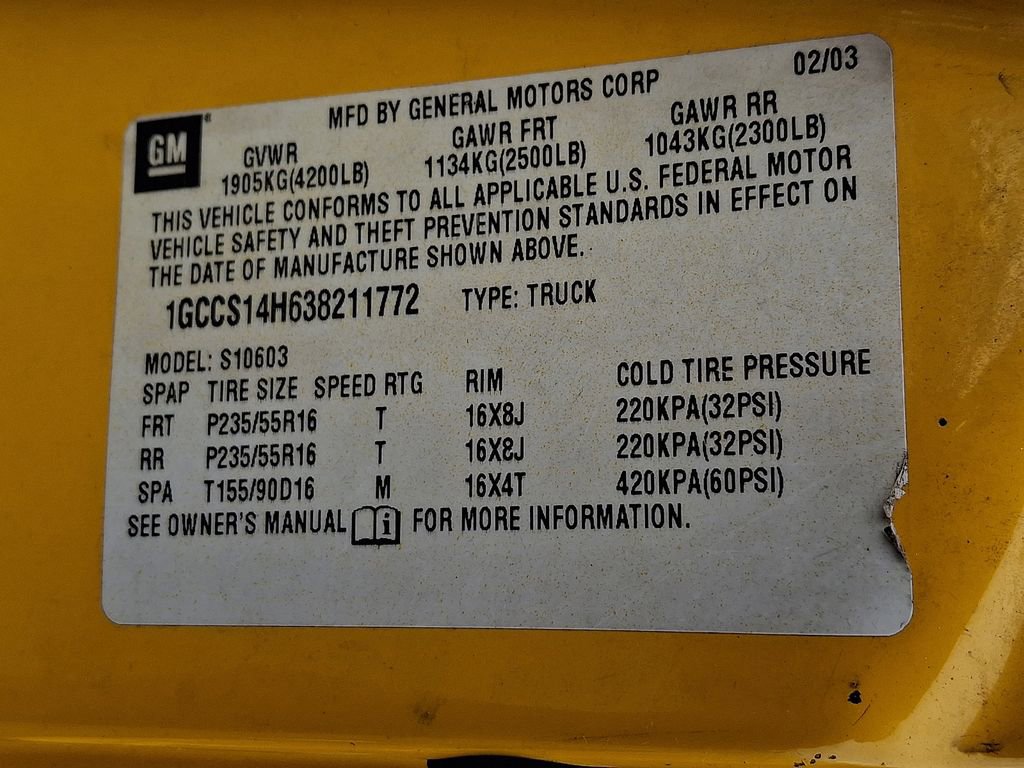 02/03
MFD BY GENERAL MOTORS CORP
GM®
GVWR GAWR FRT GAWR RR
1905KG(4200LB) 1134KG(2500LB) 1043KG(2300LB)
THIS VEHICLE CONFORMS TO ALL APPLICABLE U.S. FEDERAL MOTOR
VEHICLE SAFETY AND THEFT PREVENTION STANDARDS IN EFFECT ON
THE DATE OF MANUFACTURE SHOWN ABOVE.
1GCCS14H638211772 TYPE: TRUCK
MODEL: S10603
SPAP TIRE SIZE SPEED RTG RIM COLD TIRE PRESSURE
FRT P235/55R16 T 16X8J 220KPA(32PSI)
RR P235/55R16 T 16X8J 220KPA(32PSI)
SPA T155/90D16 M 16X4T 420KPA(60PSI)
SEE OWNER'S MANUAL i FOR MORE INFORMATION.